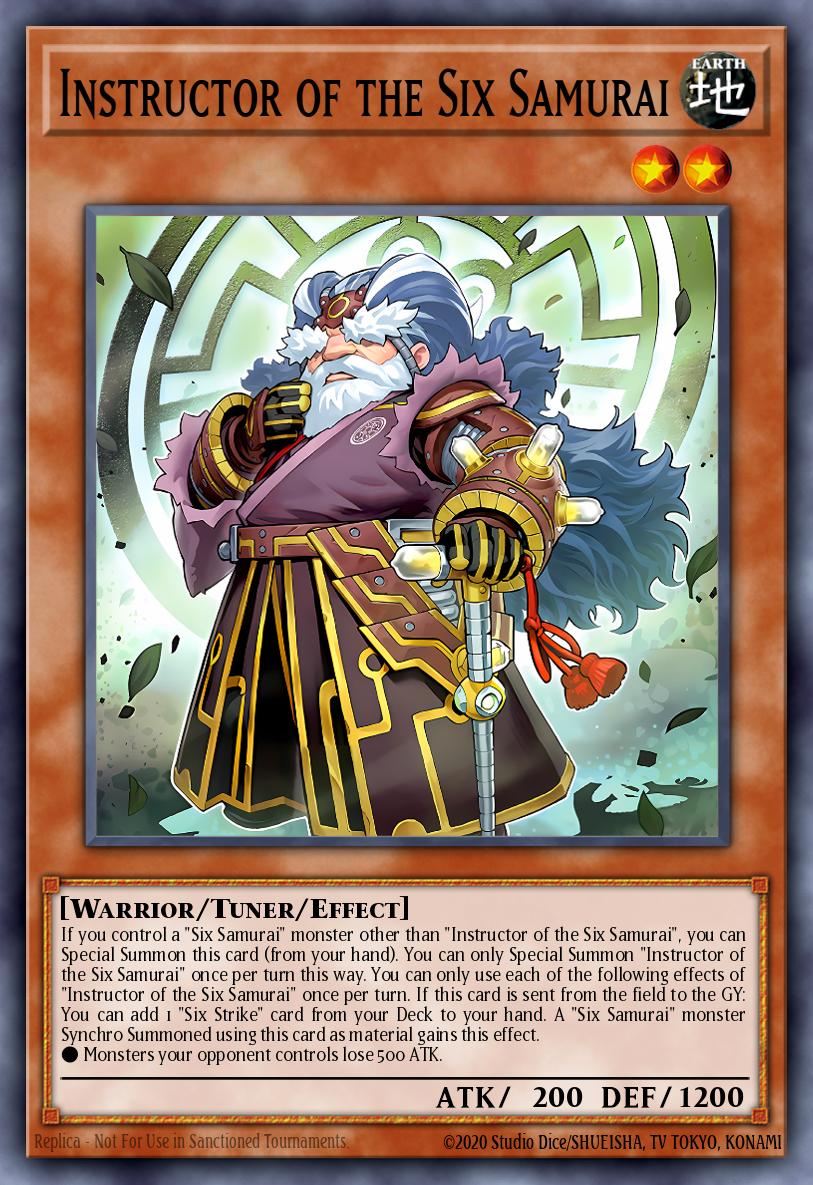 Instructor of the Six Samurai
EARTH
地
[Warrior/Tuner/Effect]
If you control a "Six Samurai" monster other than "Instructor of the Six Samurai", you can
Special Summon this card (from your hand). You can only Special Summon "Instructor of
the Six Samurai" once per turn this way. You can only use each of the following effects of
"Instructor of the Six Samurai" once per turn. If this card is sent from the field to the GY:
You can add 1 "Six Strike" card from your Deck to your hand. A "Six Samurai" monster
Synchro Summoned using this card as material gains this effect.
● Monsters your opponent controls lose 500 ATK.
ATK/ 200 DEF/1200
Replica - Not For Use in Sanctioned Tournaments.
©2020 Studio Dice/SHUEISHA, TV TOKYO, KONAMI